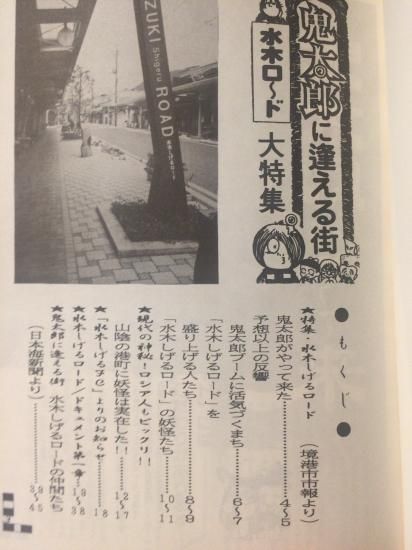 鬼太郎に逢える街
水木ロ〜ド 大特集
ZUKI Shigeru ROAD 水木しげるロード
● もくじ ●
★特集・水木しげるロード
(境港市市報より)
鬼太郎がやって来た…………4〜5
予想以上の反響
鬼太郎ブームに活気づくまち……6〜7
「水木しげるロード」を
盛り上げる人たち…………8〜9
「水木しげるロード」の妖怪たち……10〜11
★現代の神秘!ロシア人もビックリ!!
山陰の港町に妖怪は実在した!!……12〜17
★「水木しげるFC」よりのお知らせ……18
★水木しげるロードドキュメント第一弾…19〜38
★鬼太郎に逢える街 水木しげるロードの仲間たち
(日本海新聞より)…………39〜45